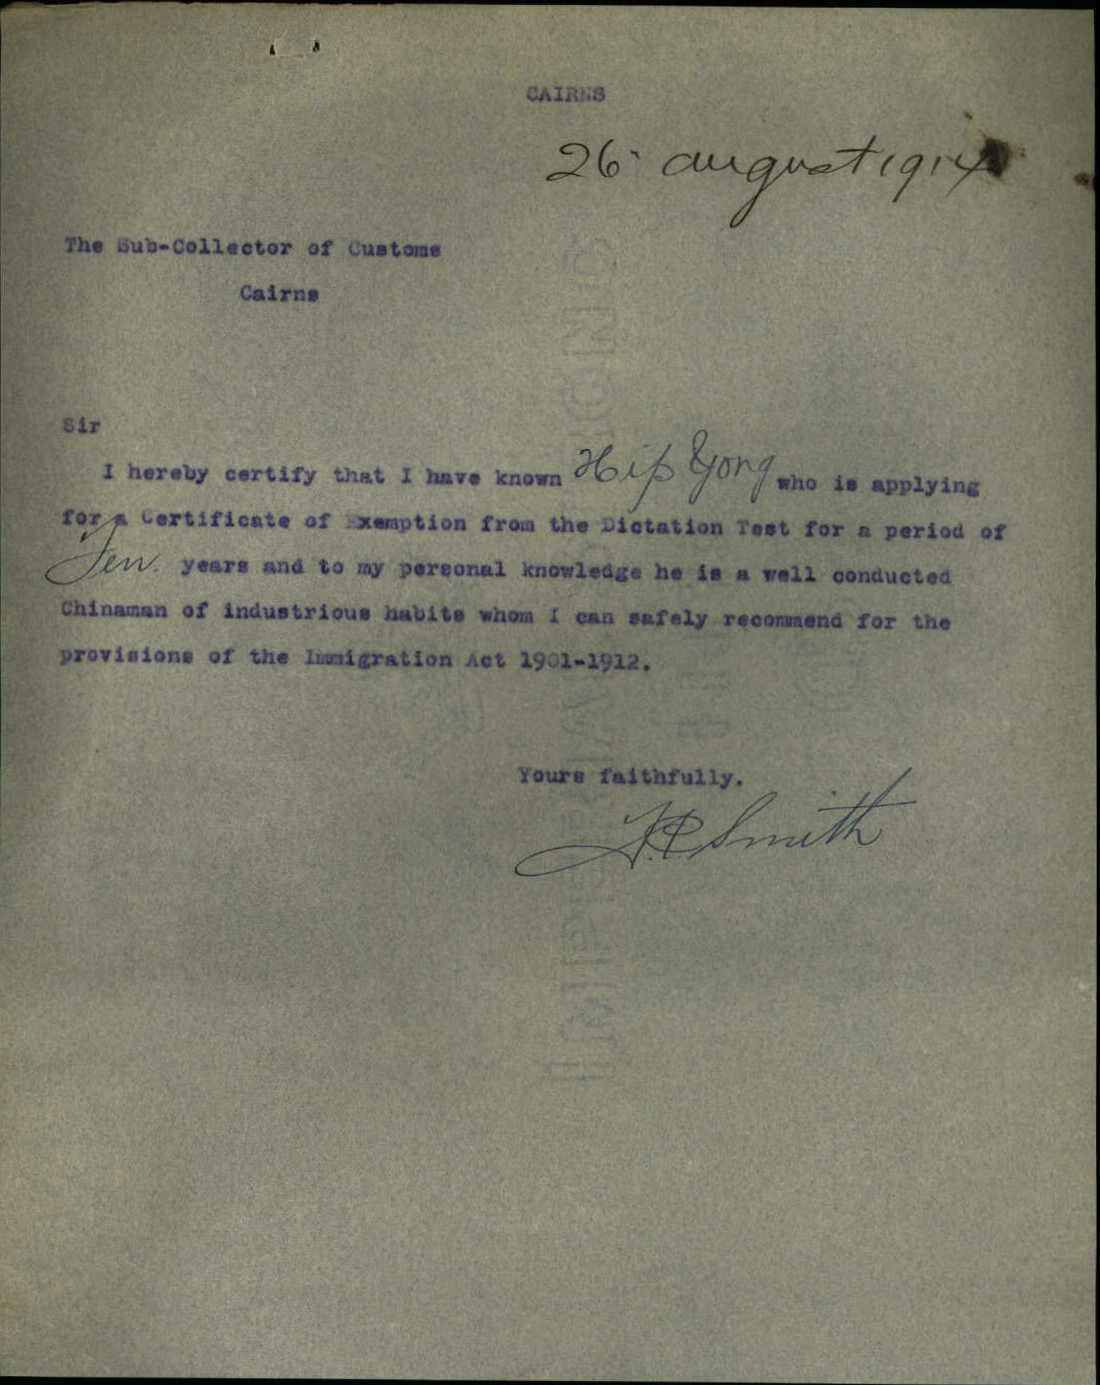 CAIRNS
26 August 1914
The Sub-Collector of Customs
Cairns
Sir
I hereby certify that I have known Hip Yong who is applying
for a Certificate of Exemption from the Dictation Test for a period of
Ten. years and to my personal knowledge he is a well conducted
Chinaman of industrious habits whom I can safely recommend for the
provisions of the Immigration Act 1901-1912.
Yours faithfully.
Smith